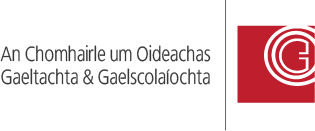 An Chomhairle um Oideachas
Gaeltachta & Gaelscolaíochta